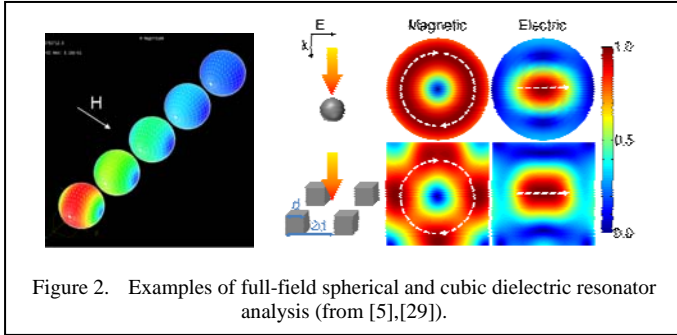 H
E
k
Magnetic
Electric
1.0
0.5
0.0
d
2d
Figure 2. Examples of full-field spherical and cubic dielectric resonator
analysis (from [5],[29]).